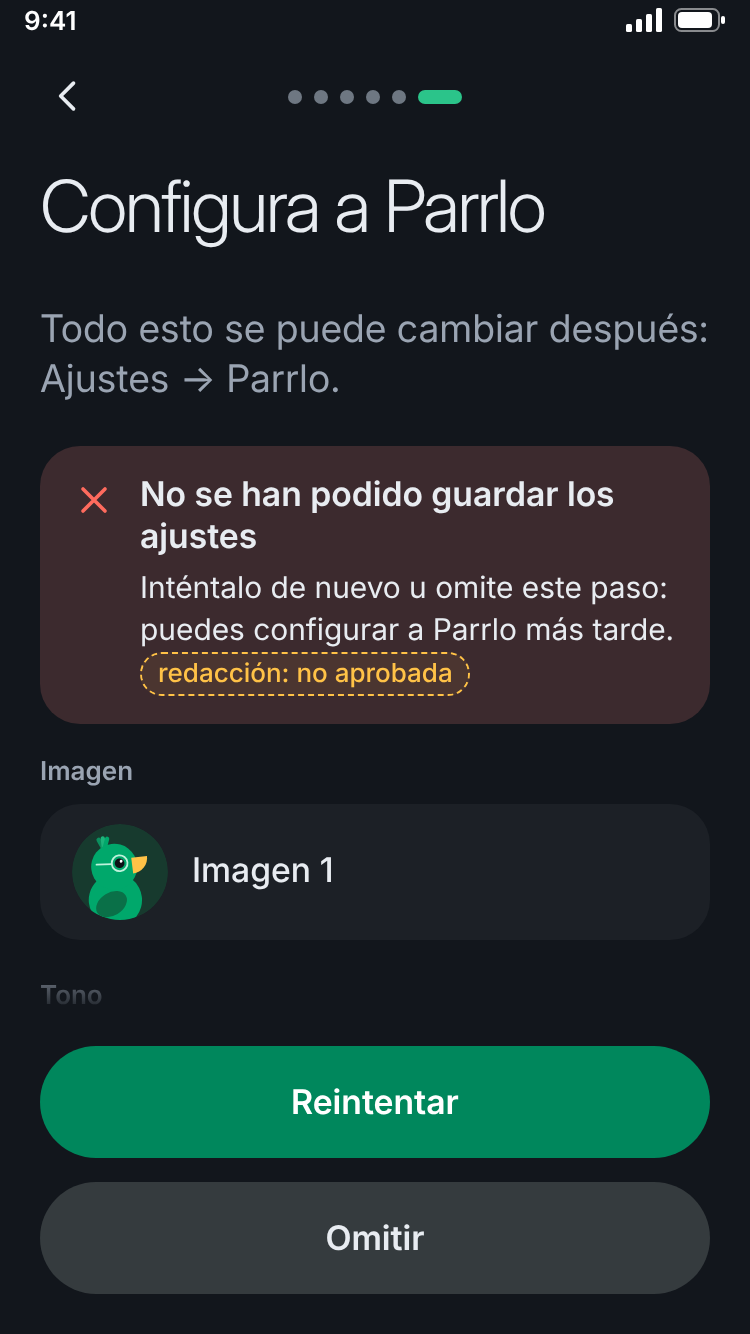 9:41
Configura a Parrlo
Todo esto se puede cambiar después:
Ajustes → Parrlo.
No se han podido guardar los
ajustes
Inténtalo de nuevo u omite este paso:
puedes configurar a Parrlo más tarde.
redacción: no aprobada
Imagen
Imagen 1
Tono
Reintentar
Omitir